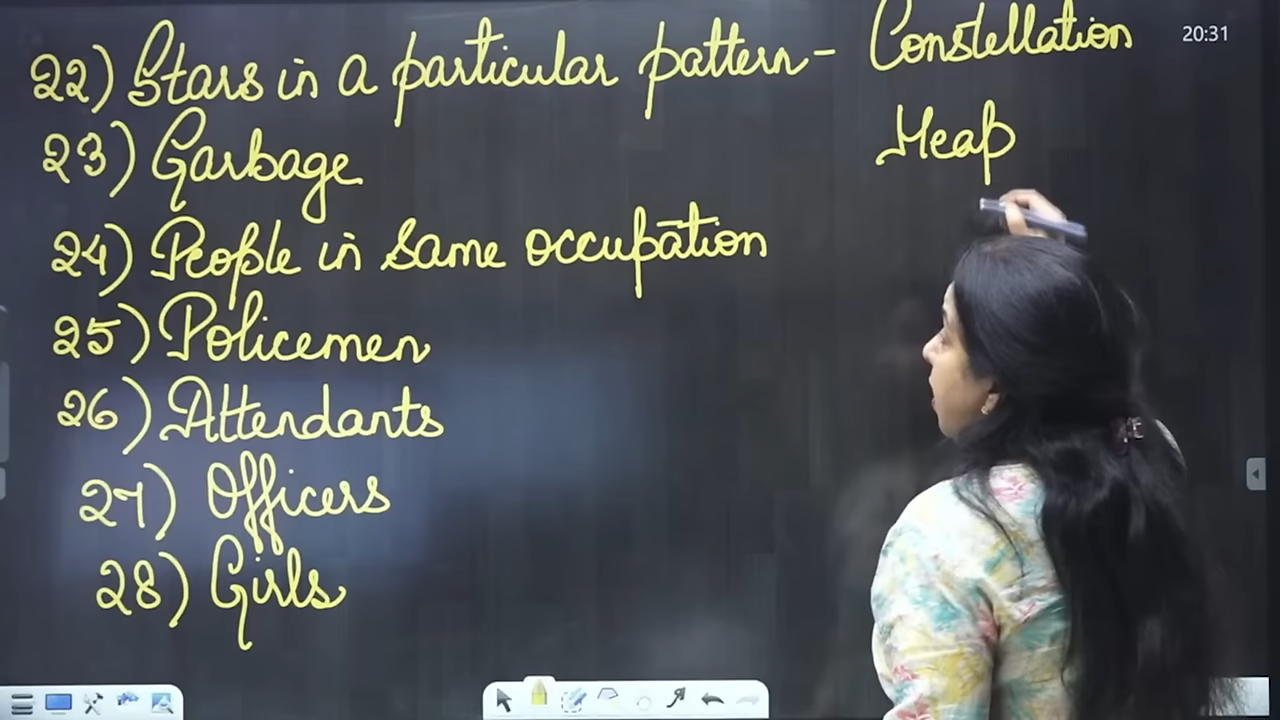 20:31
22) Stars in a particular pattern - Constellation
23) Garbage Heap
24) People in same occupation
25) Policemen
26) Attendants
27) Officers
28) Girls